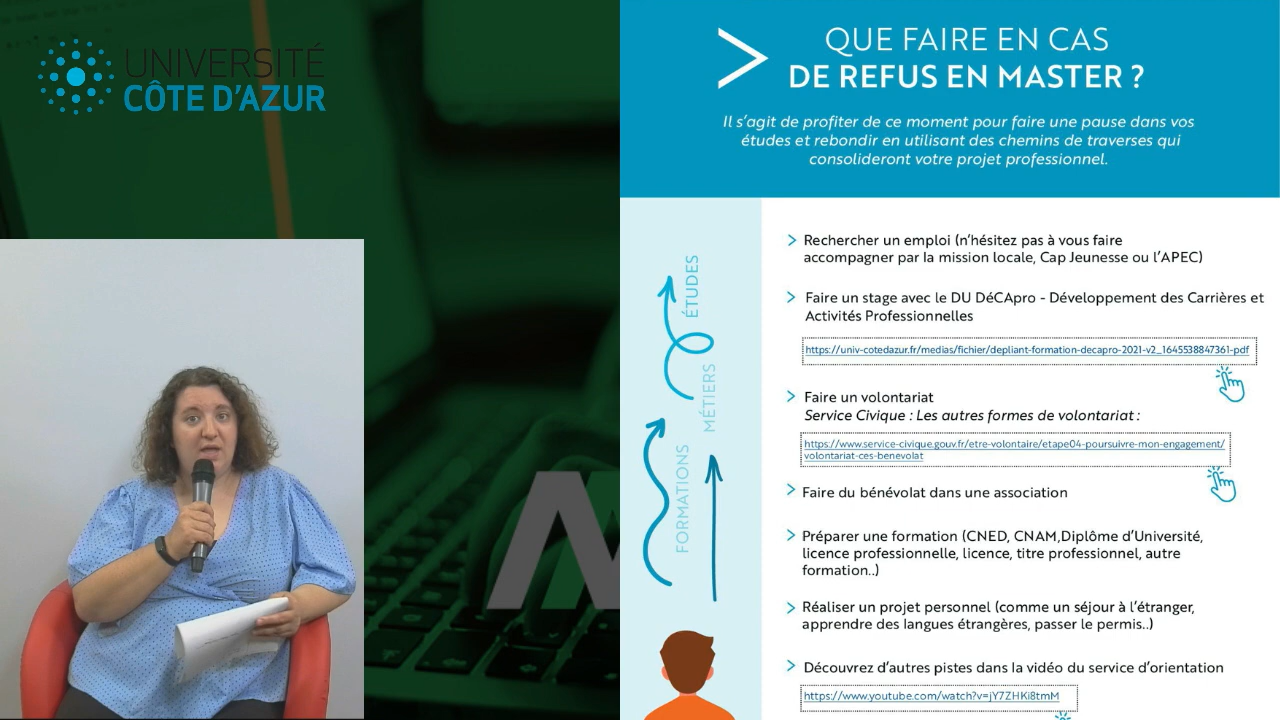 UNIVERSITÉ
CÔTE D'AZUR
QUE FAIRE EN CAS
DE REFUS EN MASTER ?
Il s'agit de profiter de ce moment pour faire une pause dans vos
études et rebondir en utilisant des chemins de traverses qui
consolideront votre projet professionnel.
ÉTUDES
MÉTIERS
FORMATIONS
> Rechercher un emploi (n'hésitez pas à vous faire
accompagner par la mission locale, Cap Jeunesse ou l'APEC)
> Faire un stage avec le DU DéCApro - Développement des Carrières et
Activités Professionnelles
https://univ-cotedazur.fr/medias/fichier/depliant-formation-decapro-2021-v2_1645538847361-pdf
> Faire un volontariat
Service Civique : Les autres formes de volontariat :
https://www.service-civique.gouv.fr/etre-volontaire/etape04-poursuivre-mon-engagement/
volontariat-ces-benevolat
> Faire du bénévolat dans une association
> Préparer une formation (CNED, CNAM,Diplôme d'Université,
licence professionnelle, licence, titre professionnel, autre
formation..)
> Réaliser un projet personnel (comme un séjour à l'étranger,
apprendre des langues étrangères, passer le permis..)
> Découvrez d'autres pistes dans la vidéo du service d'orientation
https://www.youtube.com/watch?v=jY7ZHKi8tmM